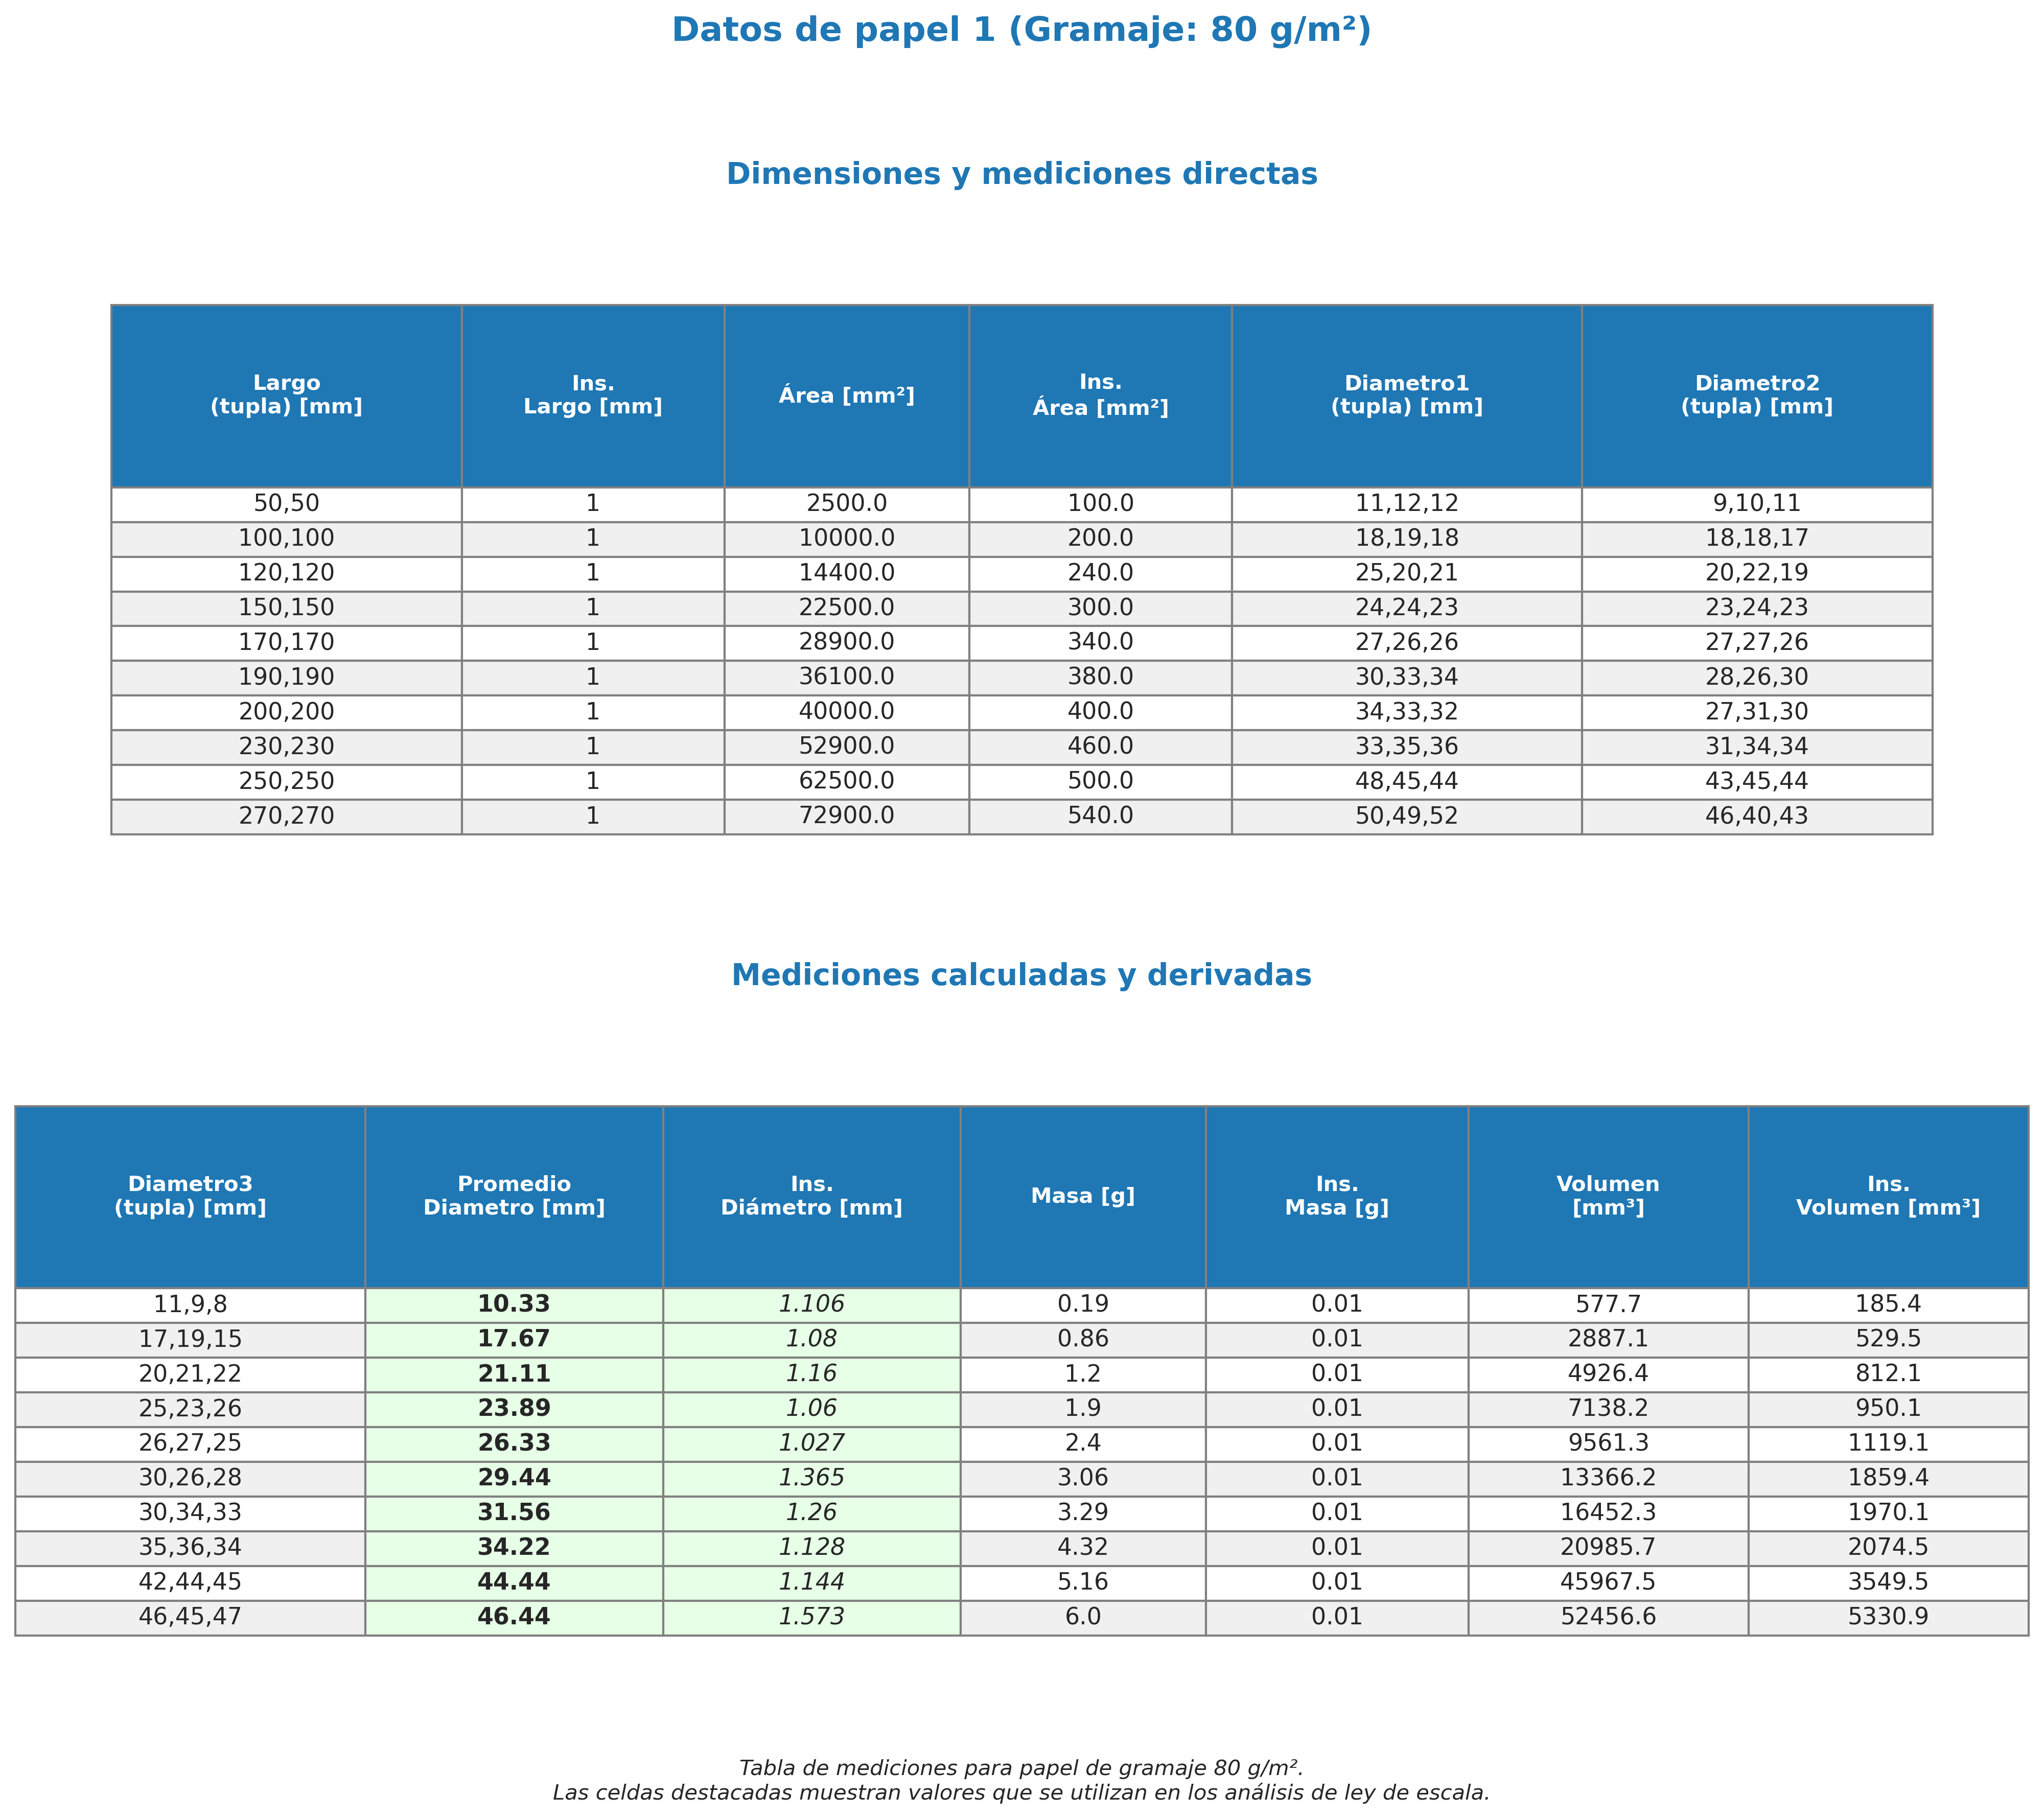 Datos de papel 1 (Gramaje: 80 g/m²)
Dimensiones y mediciones directas
Largo (tupla) [mm] Ins. Largo [mm] Área [mm²] Ins. Área [mm²] Diametro1 (tupla) [mm] Diametro2 (tupla) [mm]
50,50 1 2500.0 100.0 11,12,12 9,10,11
100,100 1 10000.0 200.0 18,19,18 18,18,17
120,120 1 14400.0 240.0 25,20,21 20,22,19
150,150 1 22500.0 300.0 24,24,23 23,24,23
170,170 1 28900.0 340.0 27,26,26 27,27,26
190,190 1 36100.0 380.0 30,33,34 28,26,30
200,200 1 40000.0 400.0 34,33,32 27,31,30
230,230 1 52900.0 460.0 33,35,36 31,34,34
250,250 1 62500.0 500.0 48,45,44 43,45,44
270,270 1 72900.0 540.0 50,49,52 46,40,43
Mediciones calculadas y derivadas
Diametro3 (tupla) [mm] Promedio Diametro [mm] Ins. Diámetro [mm] Masa [g] Ins. Masa [g] Volumen [mm³] Ins. Volumen [mm³]
11,9,8 10.33 1.106 0.19 0.01 577.7 185.4
17,19,15 17.67 1.08 0.86 0.01 2887.1 529.5
20,21,22 21.11 1.16 1.2 0.01 4926.4 812.1
25,23,26 23.89 1.06 1.9 0.01 7138.2 950.1
26,27,25 26.33 1.027 2.4 0.01 9561.3 1119.1
30,26,28 29.44 1.365 3.06 0.01 13366.2 1859.4
30,34,33 31.56 1.26 3.29 0.01 16452.3 1970.1
35,36,34 34.22 1.128 4.32 0.01 20985.7 2074.5
42,44,45 44.44 1.144 5.16 0.01 45967.5 3549.5
46,45,47 46.44 1.573 6.0 0.01 52456.6 5330.9
Tabla de mediciones para papel de gramaje 80 g/m².
Las celdas destacadas muestran valores que se utilizan en los análisis de ley de escala.